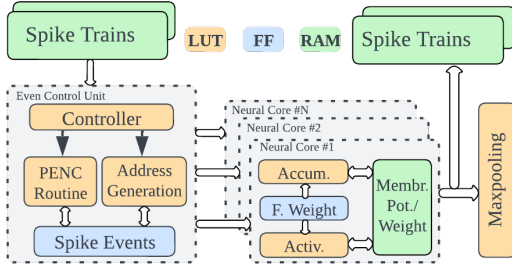 Spike Trains
LUT
FF
RAM
Spike Trains
Even Control Unit
Controller
PENC
Routine
Address
Generation
Spike Events
Neural Core #N
Neural Core #2
Neural Core #1
Accum.
F. Weight
Activ.
Membr.
Pot./
Weight
Maxpooling